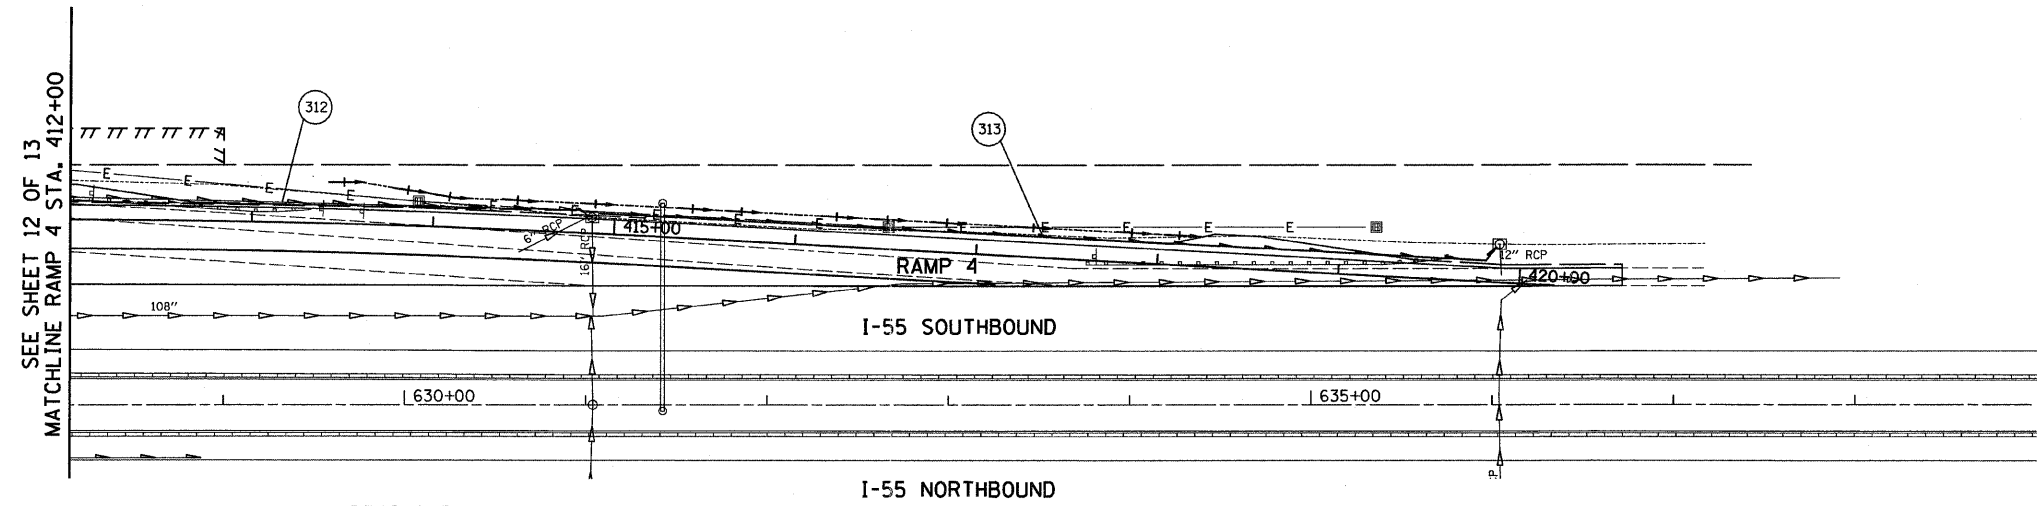 SEE SHEET 12 OF 13
MATCHLINE RAMP 4 STA. 412+00
312
313
E
E
E
E
E
E
E
E
E
E
E
E
E
E
6" RCP
16" RCP
415+00
RAMP 4
12" RCP
420+00
108"
I-55 SOUTHBOUND
630+00
635+00
I-55 NORTHBOUND